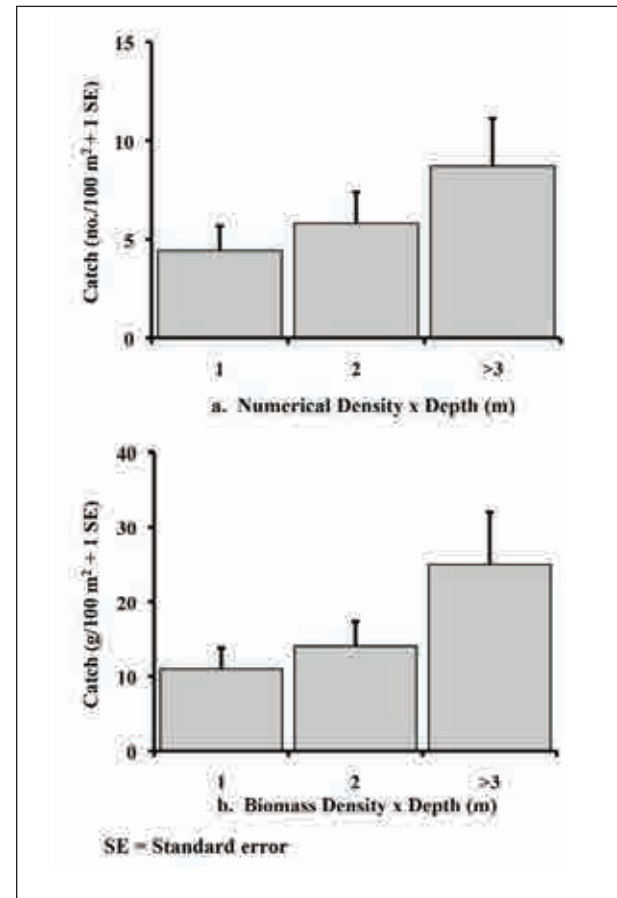 15
10
5
0
Catch (no./100 m² + 1 SE)
1 2 >3
a. Numerical Density x Depth (m)
40
30
20
10
0
Catch (g/100 m² + 1 SE)
1 2 >3
b. Biomass Density x Depth (m)
SE = Standard error